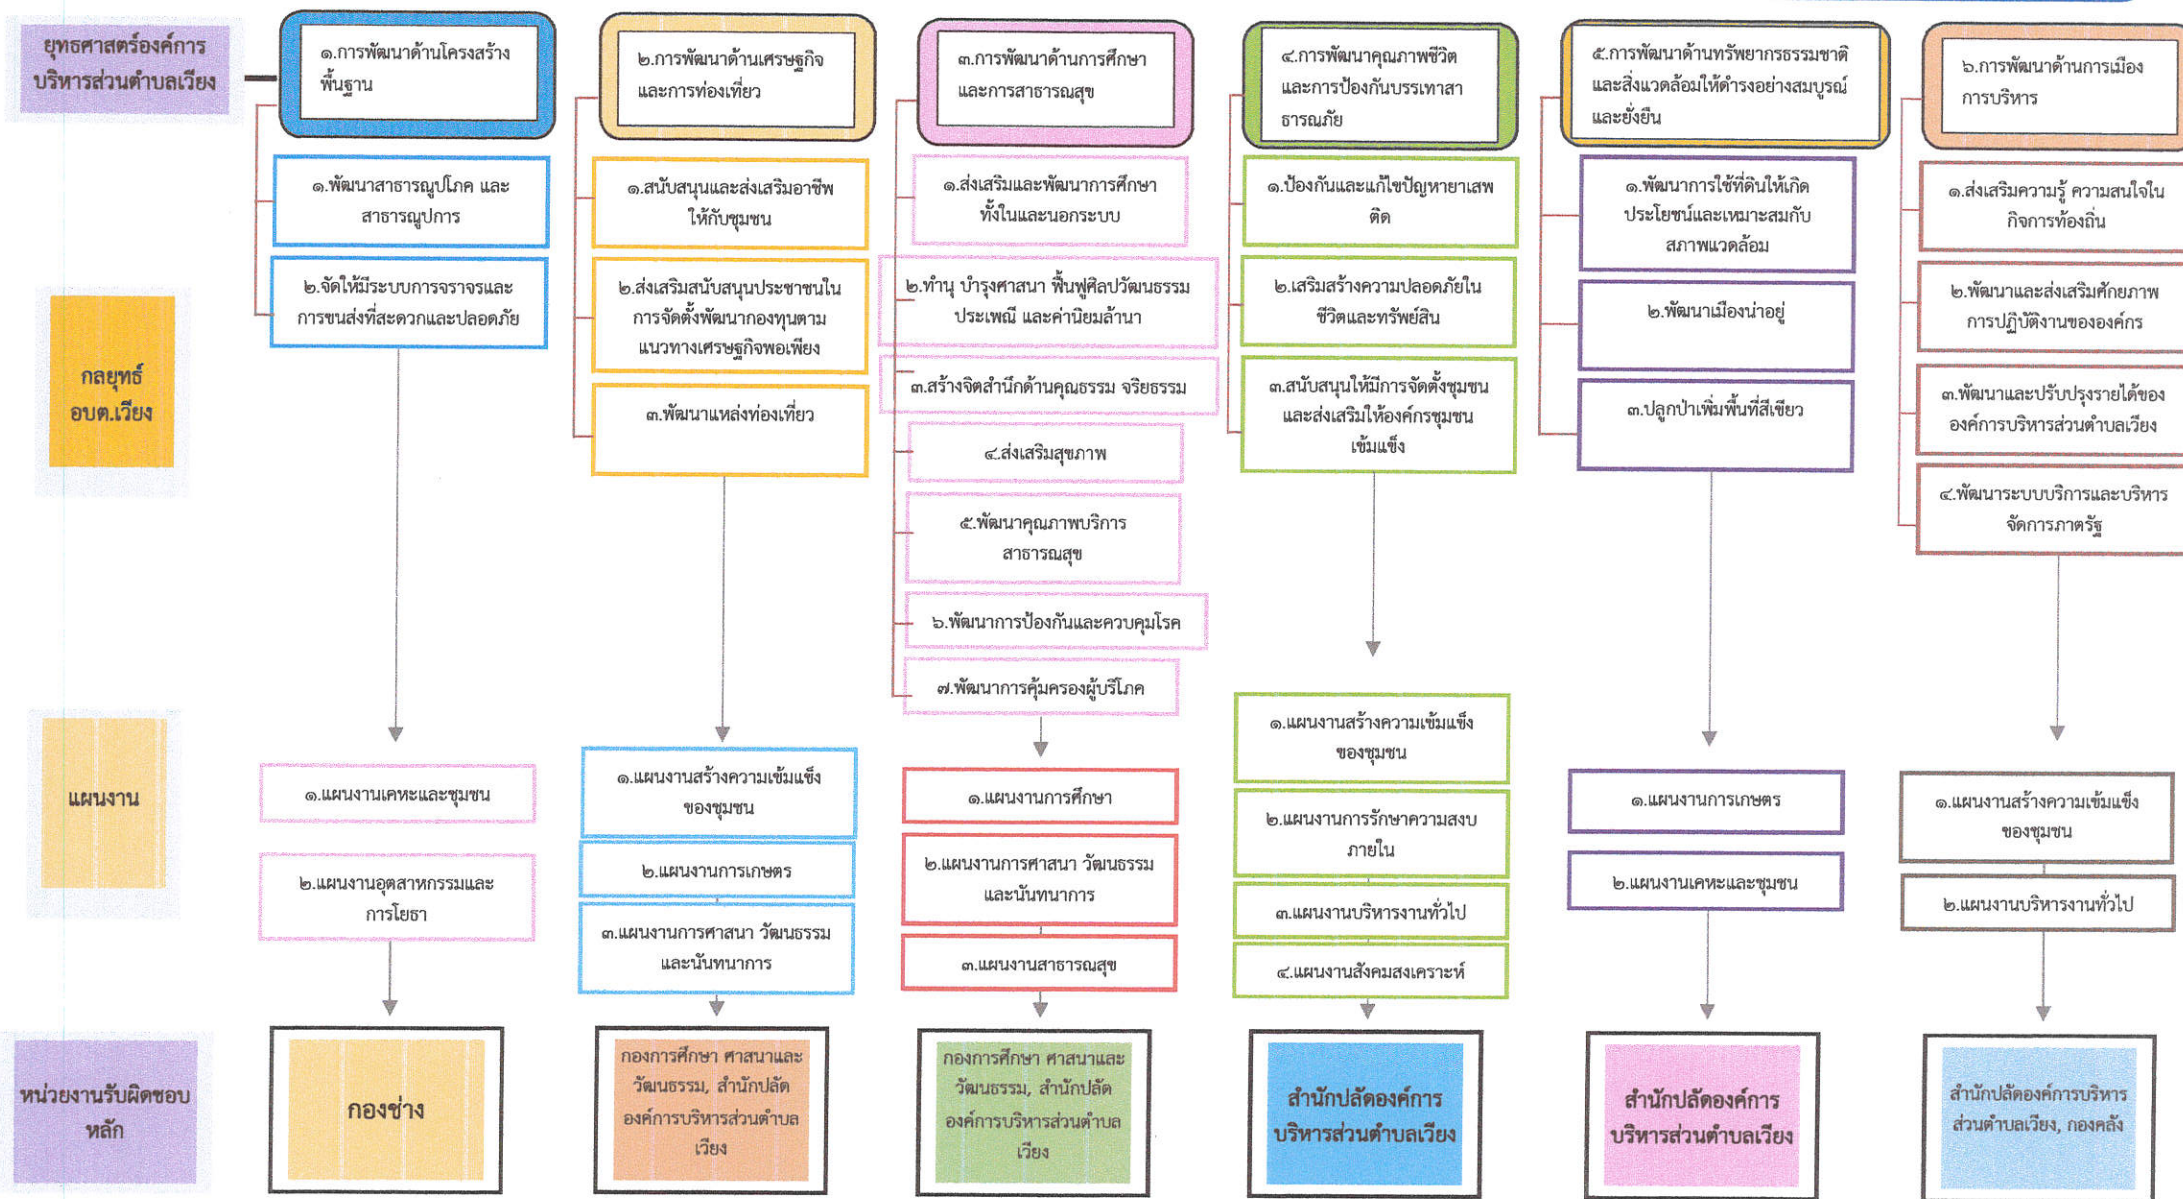 ยุทธศาสตร์องค์การ
บริหารส่วนตำบลเวียง
๑.การพัฒนาด้านโครงสร้าง
พื้นฐาน
๒.การพัฒนาด้านเศรษฐกิจ
และการท่องเที่ยว
๓.การพัฒนาด้านการศึกษา
และการสาธารณสุข
๔.การพัฒนาคุณภาพชีวิต
และการป้องกันบรรเทาสา
ธารณภัย
๕.การพัฒนาด้านทรัพยากรธรรมชาติ
และสิ่งแวดล้อมให้ดำรงอย่างสมบูรณ์
และยั่งยืน
๖.การพัฒนาด้านการเมือง
การบริหาร
กลยุทธ์
อบต.เวียง
๑.พัฒนาสาธารณูปโภค และ
สาธารณูปการ
๒.จัดให้มีระบบการจราจรและ
การขนส่งที่สะดวกและปลอดภัย
๑.สนับสนุนและส่งเสริมอาชีพ
ให้กับชุมชน
๒.ส่งเสริมสนับสนุนประชาชนใน
การจัดตั้งพัฒนากองทุนตาม
แนวทางเศรษฐกิจพอเพียง
๓.พัฒนาแหล่งท่องเที่ยว
๑.ส่งเสริมและพัฒนาการศึกษา
ทั้งในและนอกระบบ
๒.ทำนุ บำรุงศาสนา ฟื้นฟูศิลปวัฒนธรรม
ประเพณี และค่านิยมล้านา
๓.สร้างจิตสำนึกด้านคุณธรรม จริยธรรม
๔.ส่งเสริมสุขภาพ
๕.พัฒนาคุณภาพบริการ
สาธารณสุข
๖.พัฒนาการป้องกันและควบคุมโรค
๗.พัฒนาการคุ้มครองผู้บริโภค
๑.ป้องกันและแก้ไขปัญหายาเสพ
ติด
๒.เสริมสร้างความปลอดภัยใน
ชีวิตและทรัพย์สิน
๓.สนับสนุนให้มีการจัดตั้งชุมชน
และส่งเสริมให้องค์กรชุมชน
เข้มแข็ง
๑.พัฒนาการใช้ที่ดินให้เกิด
ประโยชน์และเหมาะสมกับ
สภาพแวดล้อม
๒.พัฒนาเมืองน่าอยู่
๓.ปลูกป่าเพิ่มพื้นที่สีเขียว
๑.ส่งเสริมความรู้ ความสนใจใน
กิจการท้องถิ่น
๒.พัฒนาและส่งเสริมศักยภาพ
การปฏิบัติงานขององค์กร
๓.พัฒนาและปรับปรุงรายได้ของ
องค์การบริหารส่วนตำบลเวียง
๔.พัฒนาระบบบริการและบริหาร
จัดการภาตรัฐ
แผนงาน
๑.แผนงานเคหะและชุมชน
๒.แผนงานอุตสาหกรรมและ
การโยธา
๑.แผนงานสร้างความเข้มแข็ง
ของชุมชน
๒.แผนงานการเกษตร
๓.แผนงานการศาสนา วัฒนธรรม
และนันทนาการ
๑.แผนงานการศึกษา
๒.แผนงานการศาสนา วัฒนธรรม
และนันทนาการ
๓.แผนงานสาธารณสุข
๑.แผนงานสร้างความเข้มแข็ง
ของชุมชน
๒.แผนงานการรักษาความสงบ
ภายใน
๓.แผนงานบริหารงานทั่วไป
๔.แผนงานสังคมสงเคราะห์
๑.แผนงานการเกษตร
๒.แผนงานเคหะและชุมชน
๑.แผนงานสร้างความเข้มแข็ง
ของชุมชน
๒.แผนงานบริหารงานทั่วไป
หน่วยงานรับผิดชอบ
หลัก
กองช่าง
กองการศึกษา ศาสนาและ
วัฒนธรรม, สำนักปลัด
องค์การบริหารส่วนตำบล
เวียง
กองการศึกษา ศาสนาและ
วัฒนธรรม, สำนักปลัด
องค์การบริหารส่วนตำบล
เวียง
สำนักปลัดองค์การ
บริหารส่วนตำบลเวียง
สำนักปลัดองค์การ
บริหารส่วนตำบลเวียง
สำนักปลัดองค์การบริหาร
ส่วนตำบลเวียง, กองคลัง